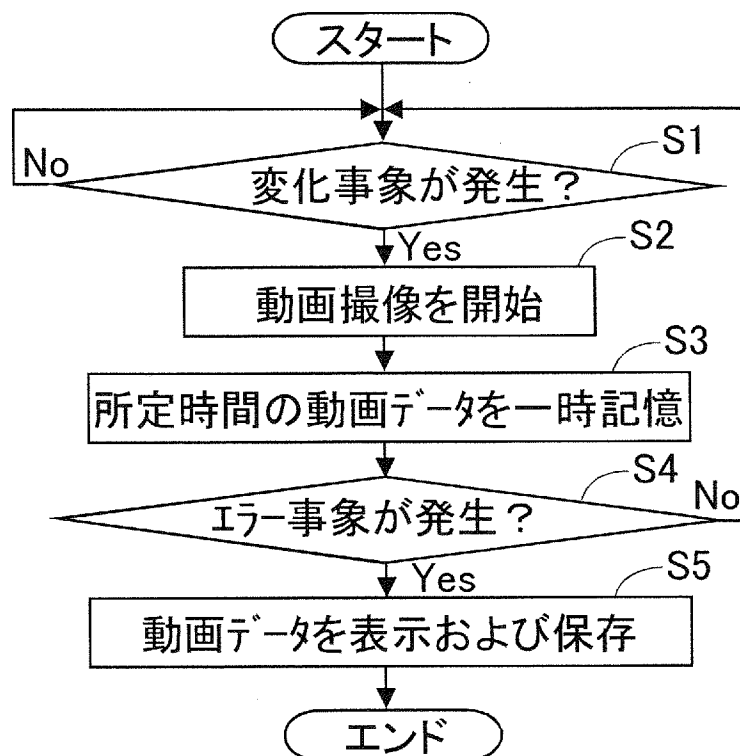 スタート
S1
No
変化事象が発生?
Yes
S2
動画撮像を開始
S3
所定時間の動画データを一時記憶
S4
No
エラー事象が発生?
Yes
S5
動画データを表示および保存
エンド